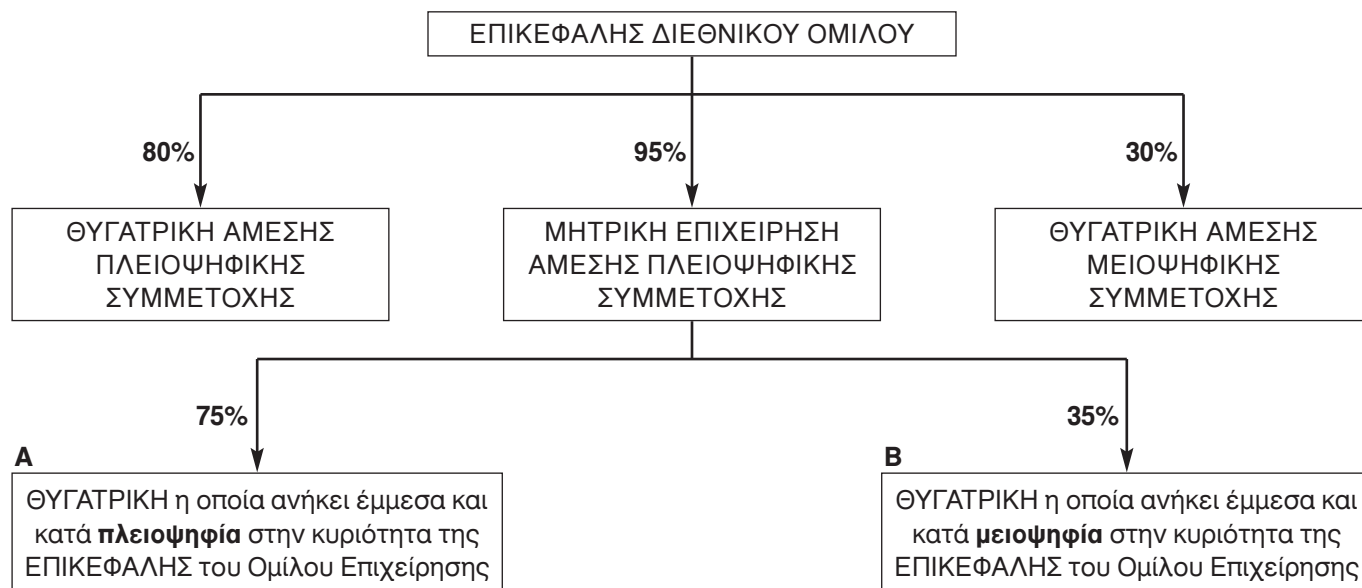 ΕΠΙΚΕΦΑΛΗΣ ΔΙΕΘΝΙΚΟΥ ΟΜΙΛΟΥ
80%
95%
30%
ΘΥΓΑΤΡΙΚΗ ΑΜΕΣΗΣ
ΠΛΕΙΟΨΗΦΙΚΗΣ
ΣΥΜΜΕΤΟΧΗΣ
ΜΗΤΡΙΚΗ ΕΠΙΧΕΙΡΗΣΗ
ΑΜΕΣΗΣ ΠΛΕΙΟΨΗΦΙΚΗΣ
ΣΥΜΜΕΤΟΧΗΣ
ΘΥΓΑΤΡΙΚΗ ΑΜΕΣΗΣ
ΜΕΙΟΨΗΦΙΚΗΣ
ΣΥΜΜΕΤΟΧΗΣ
75%
35%
Α
ΘΥΓΑΤΡΙΚΗ η οποία ανήκει έμμεσα και
κατά πλειοψηφία στην κυριότητα της
ΕΠΙΚΕΦΑΛΗΣ του Ομίλου Επιχείρησης
Β
ΘΥΓΑΤΡΙΚΗ η οποία ανήκει έμμεσα και
κατά μειοψηφία στην κυριότητα της
ΕΠΙΚΕΦΑΛΗΣ του Ομίλου Επιχείρησης